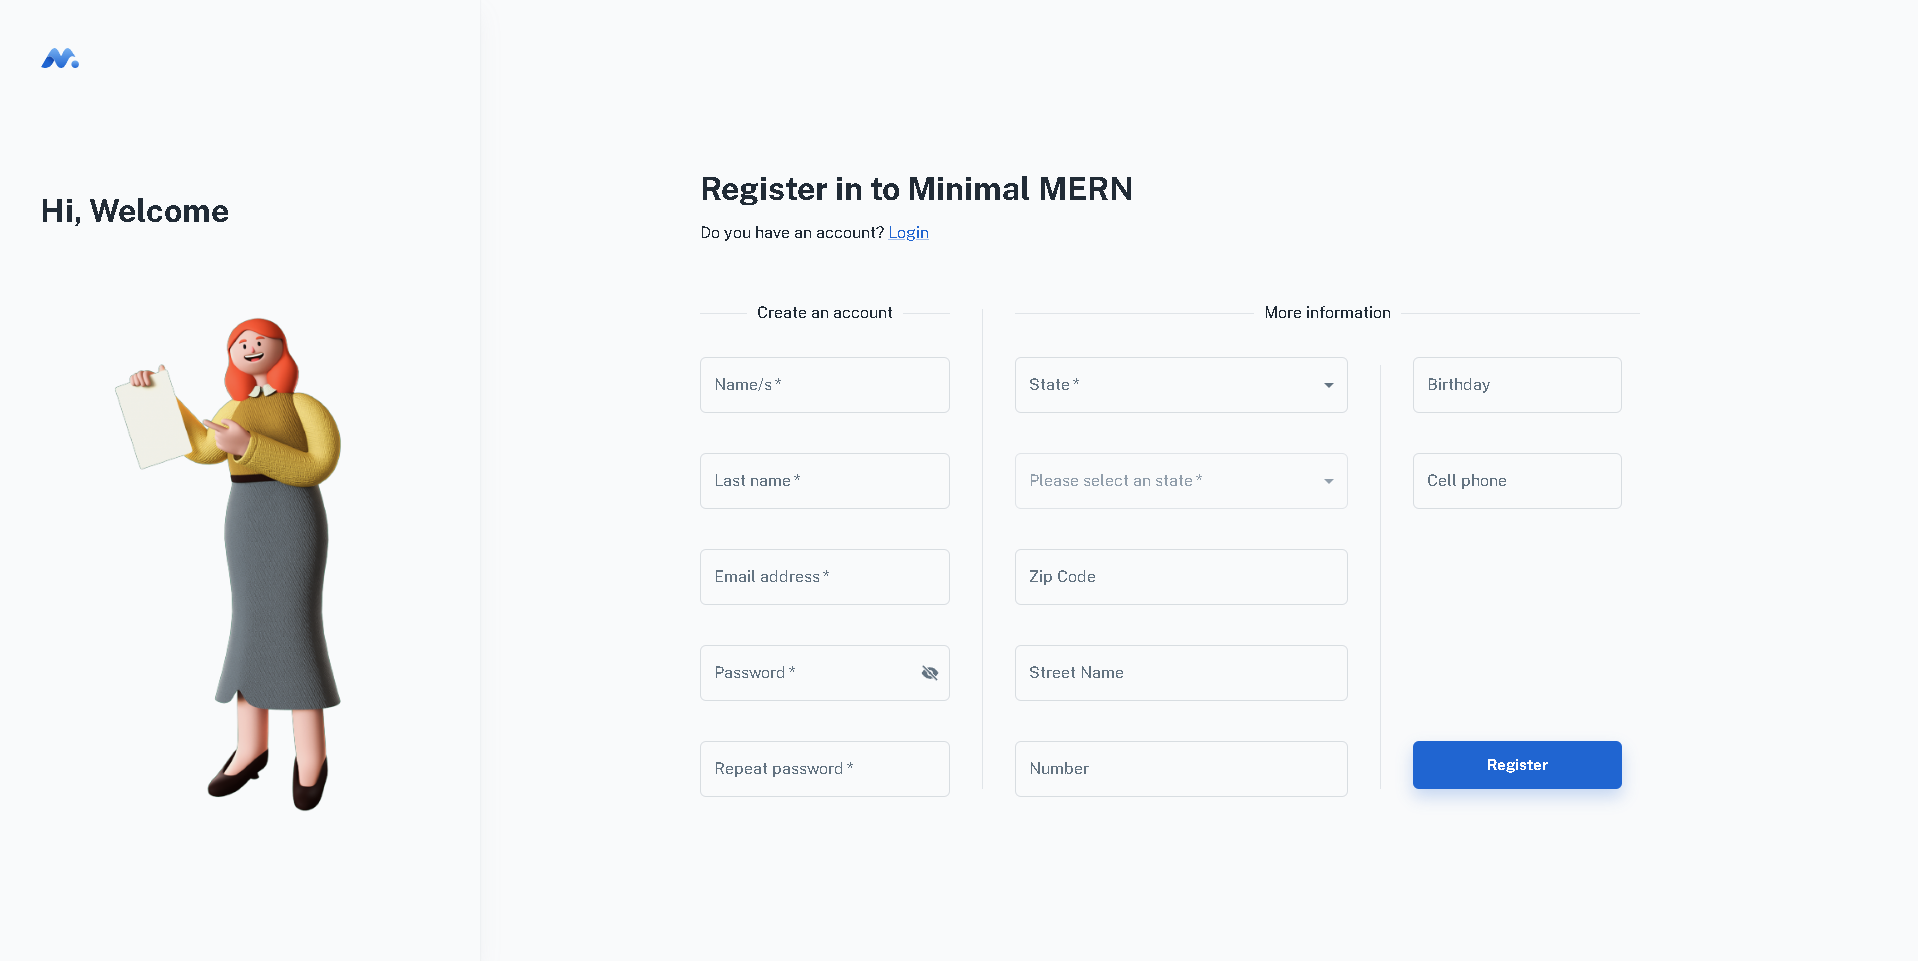 Hi, Welcome
Register in to Minimal MERN
Do you have an account? Login
Create an account
Name/s *
Last name *
Email address *
Password *
Repeat password *
More information
State *
Please select an state *
Zip Code
Street Name
Number
Birthday
Cell phone
Register